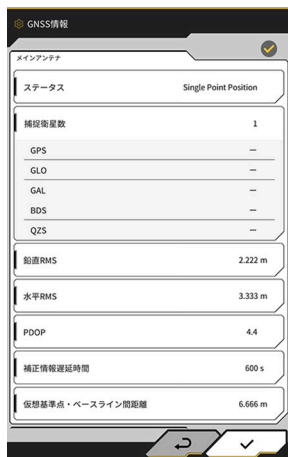 GNSS情報
メインアンテナ
ステータス Single Point Position
捕捉衛星数 1
GPS —
GLO —
GAL —
BDS —
QZS —
鉛直RMS 2.222 m
水平RMS 3.333 m
PDOP 4.4
補正情報遅延時間 600 s
仮想基準点・ベースライン間距離 6.666 m